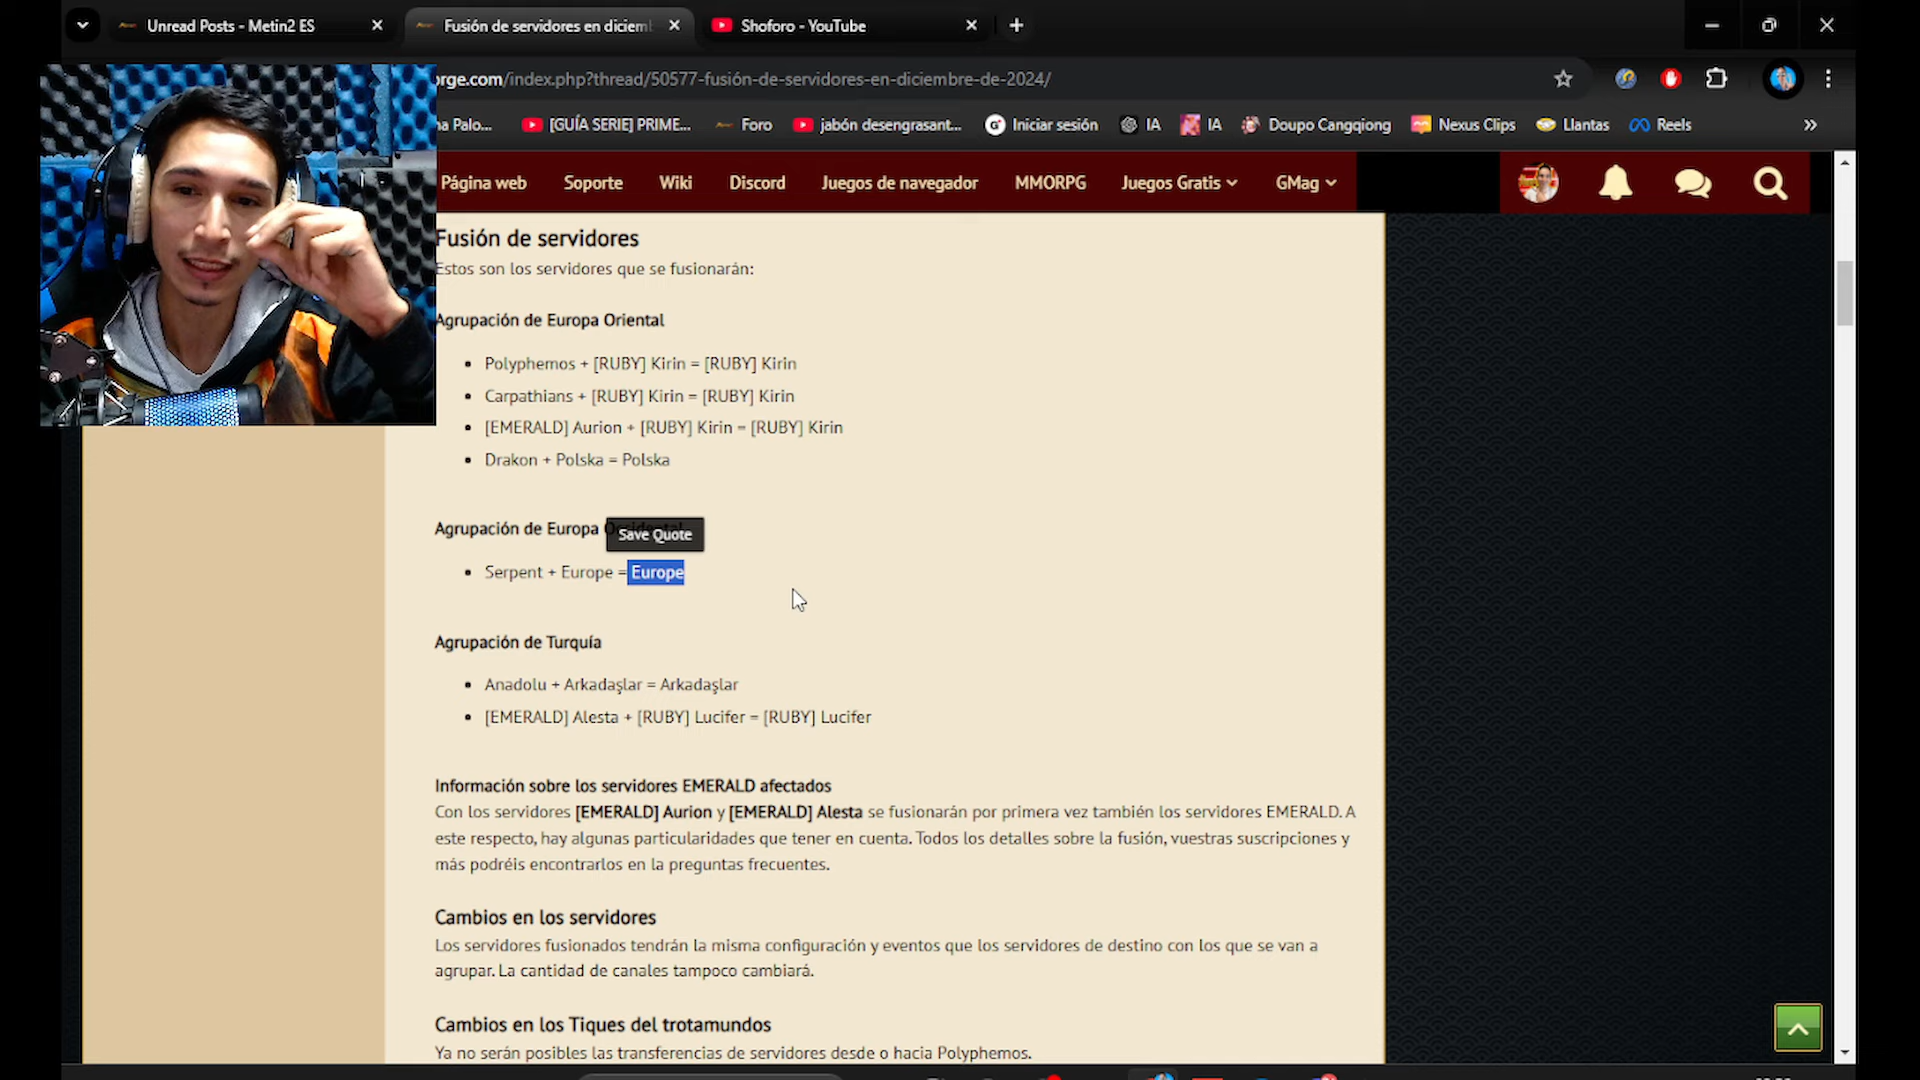 Unread Posts - Metin2 ES
Fusión de servidores en diciem
Shoforo - YouTube
orge.com/index.php?thread/50577-fusión-de-servidores-en-diciembre-de-2024/
na Palo...
[GUÍA SERIE] PRIME...
Foro
jabón desengrasant...
Iniciar sesión
IA
IA
Doupo Cangqiong
Nexus Clips
Llantas
Reels
»
Página web
Soporte
Wiki
Discord
Juegos de navegador
MMORPG
Juegos Gratis
GMag
Fusión de servidores
Estos son los servidores que se fusionarán:
Agrupación de Europa Oriental
• Polyphemos + [RUBY] Kirin = [RUBY] Kirin
• Carpathians + [RUBY] Kirin = [RUBY] Kirin
• [EMERALD] Aurion + [RUBY] Kirin = [RUBY] Kirin
• Drakon + Polska = Polska
Agrupación de Europa
Save Quote
• Serpent + Europe = Europe
Agrupación de Turquía
• Anadolu + Arkadaşlar = Arkadaşlar
• [EMERALD] Alesta + [RUBY] Lucifer = [RUBY] Lucifer
Información sobre los servidores EMERALD afectados
Con los servidores [EMERALD] Aurion y [EMERALD] Alesta se fusionarán por primera vez también los servidores EMERALD. A
este respecto, hay algunas particularidades que tener en cuenta. Todos los detalles sobre la fusión, vuestras suscripciones y
más podréis encontrarlos en la preguntas frecuentes.
Cambios en los servidores
Los servidores fusionados tendrán la misma configuración y eventos que los servidores de destino con los que se van a
agrupar. La cantidad de canales tampoco cambiará.
Cambios en los Tiques del trotamundos
Ya no serán posibles las transferencias de servidores desde o hacia Polyphemos.